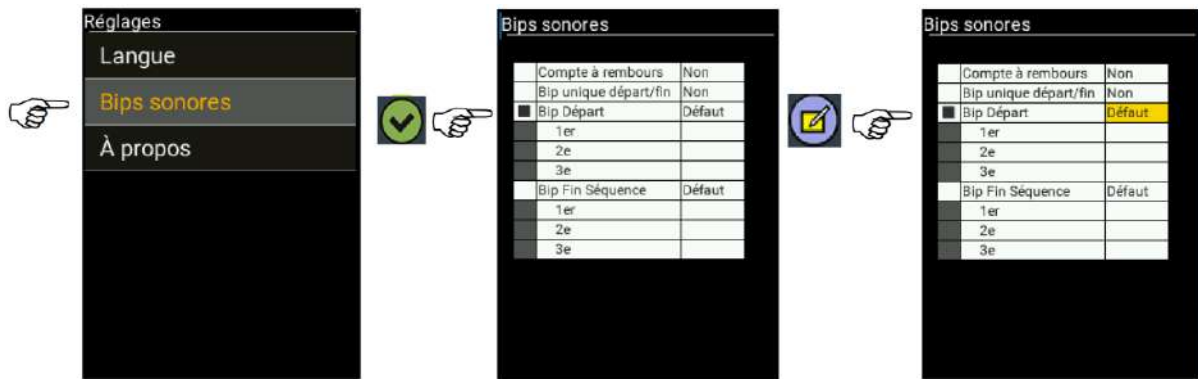 Réglages
Langue
Bips sonores
À propos
Bips sonores
Compte à rembours Non
Bip unique départ/fin Non
Bip Départ Défaut
1er
2e
3e
Bip Fin Séquence Défaut
1er
2e
3e
Bips sonores
Compte à rembours Non
Bip unique départ/fin Non
Bip Départ Défaut
1er
2e
3e
Bip Fin Séquence Défaut
1er
2e
3e